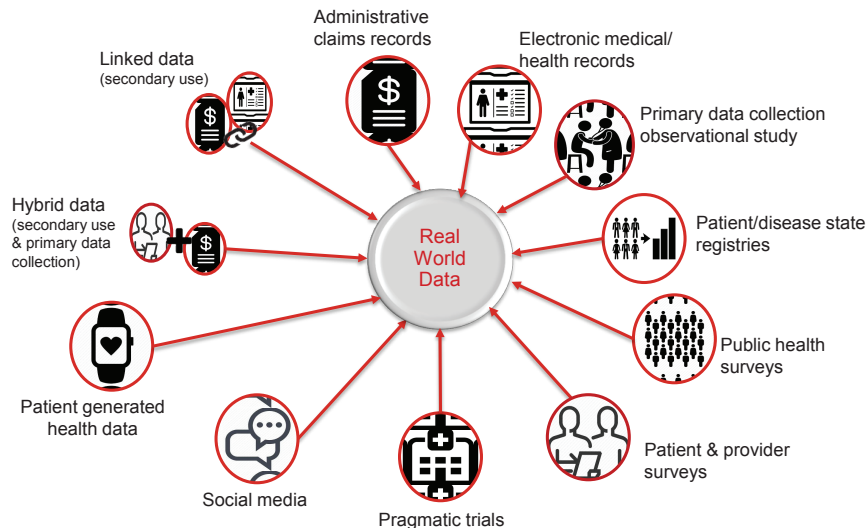 Administrative
claims records
Electronic medical/
health records
Linked data
(secondary use)
$
$
Primary data collection
observational study
Hybrid data
(secondary use
& primary data
collection)
$
Real
World
Data
Patient/disease state
registries
Public health
surveys
Patient generated
health data
Patient & provider
surveys
Social media
Pragmatic trials